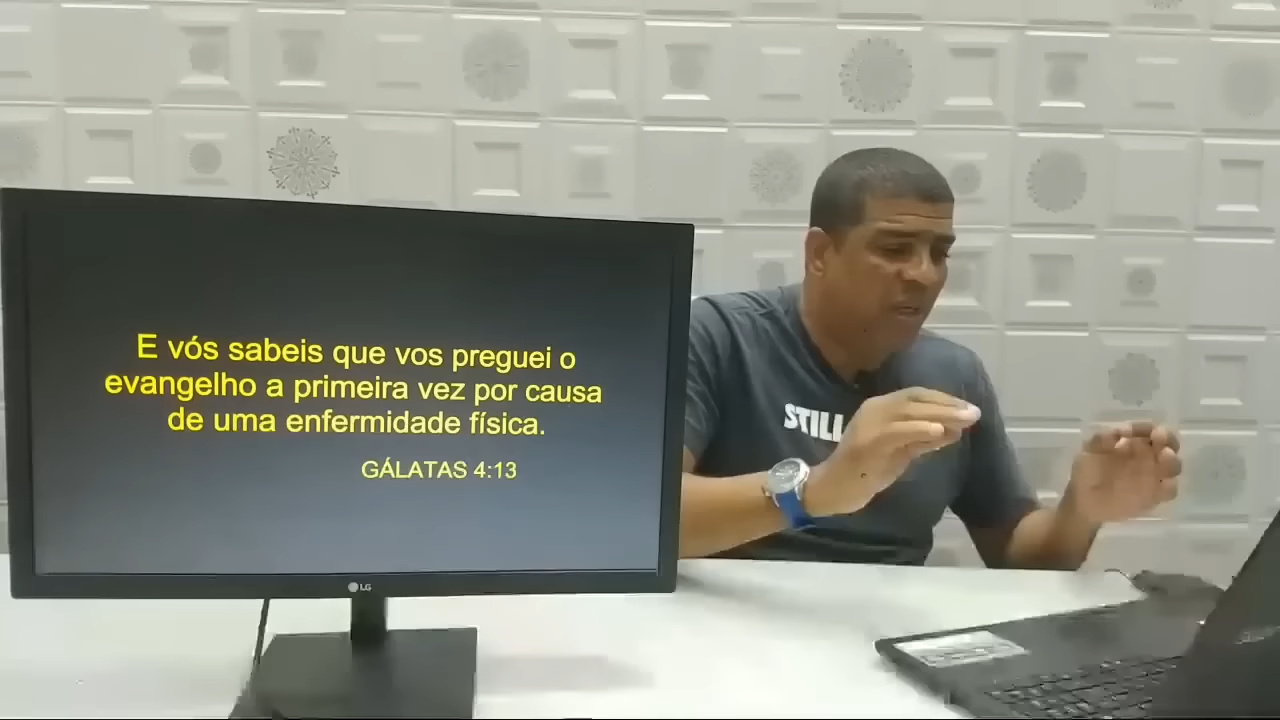 E vós sabeis que vos preguei o
evangelho a primeira vez por causa
de uma enfermidade física.
GÁLATAS 4:13
LG
STILL